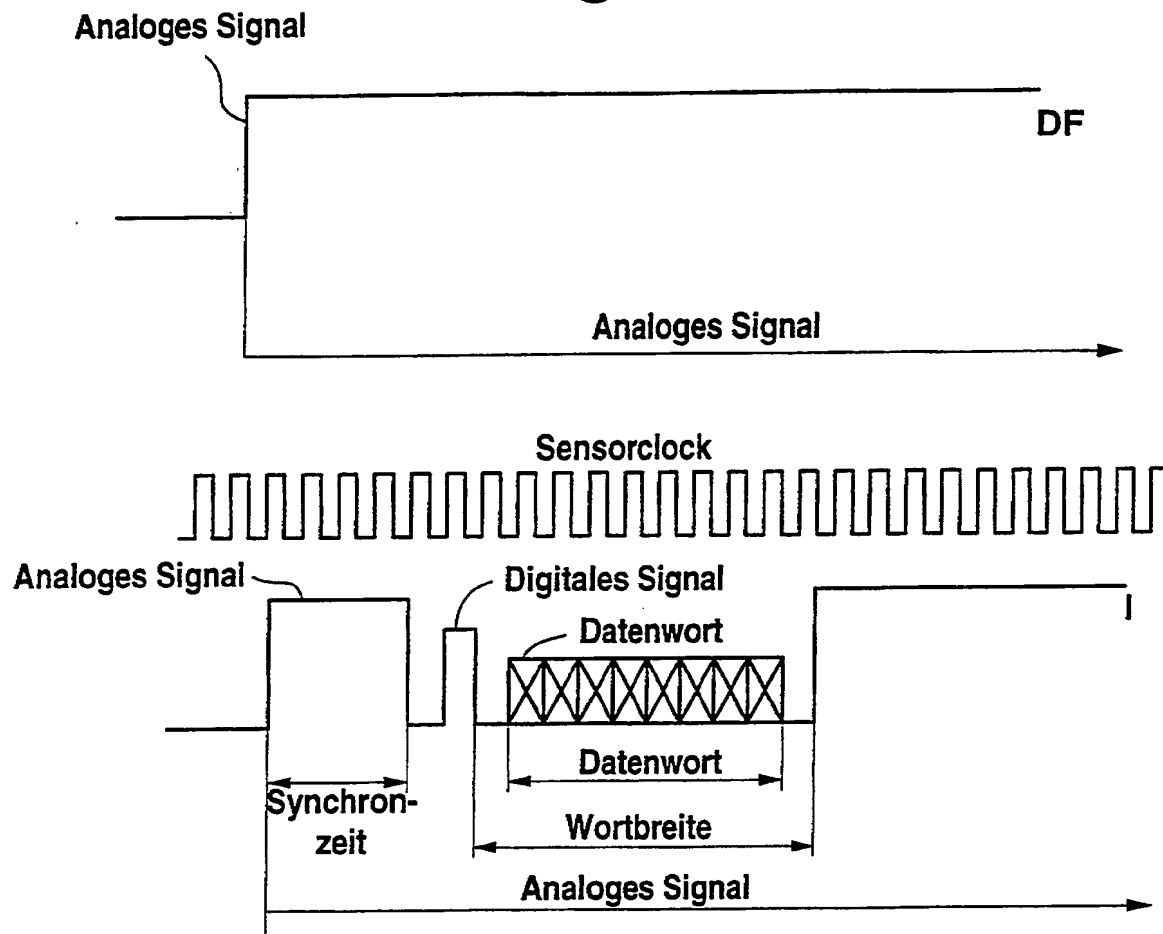 Analoges Signal
DF
Analoges Signal
Sensorclock
Analoges Signal
Digitales Signal
I
Datenwort
Datenwort
Synchron-
zeit
Wortbreite
Analoges Signal